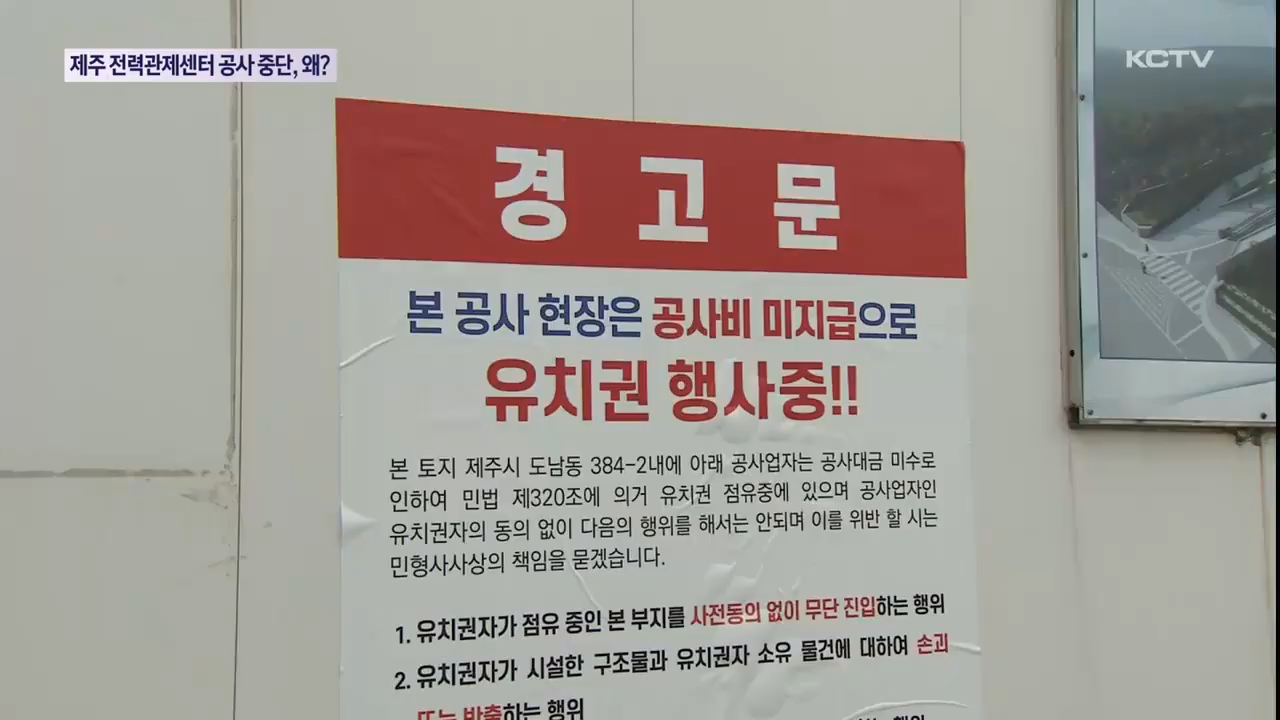 제주 전력관제센터 공사 중단, 왜?
KCTV
경고문
본 공사 현장은 공사비 미지급으로
유치권 행사중!!
본 토지 제주시 도남동 384-2내에 아래 공사업자는 공사대금 미수로
인하여 민법 제320조에 의거 유치권 점유중에 있으며 공사업자인
유치권자의 동의 없이 다음의 행위를 해서는 안되며 이를 위반 할 시는
민형사사상의 책임을 묻겠습니다.
1. 유치권자가 점유 중인 본 부지를 사전동의 없이 무단 진입하는 행위
2. 유치권자가 시설한 구조물과 유치권자 소유 물건에 대하여 손괴
또는 반출하는 행위